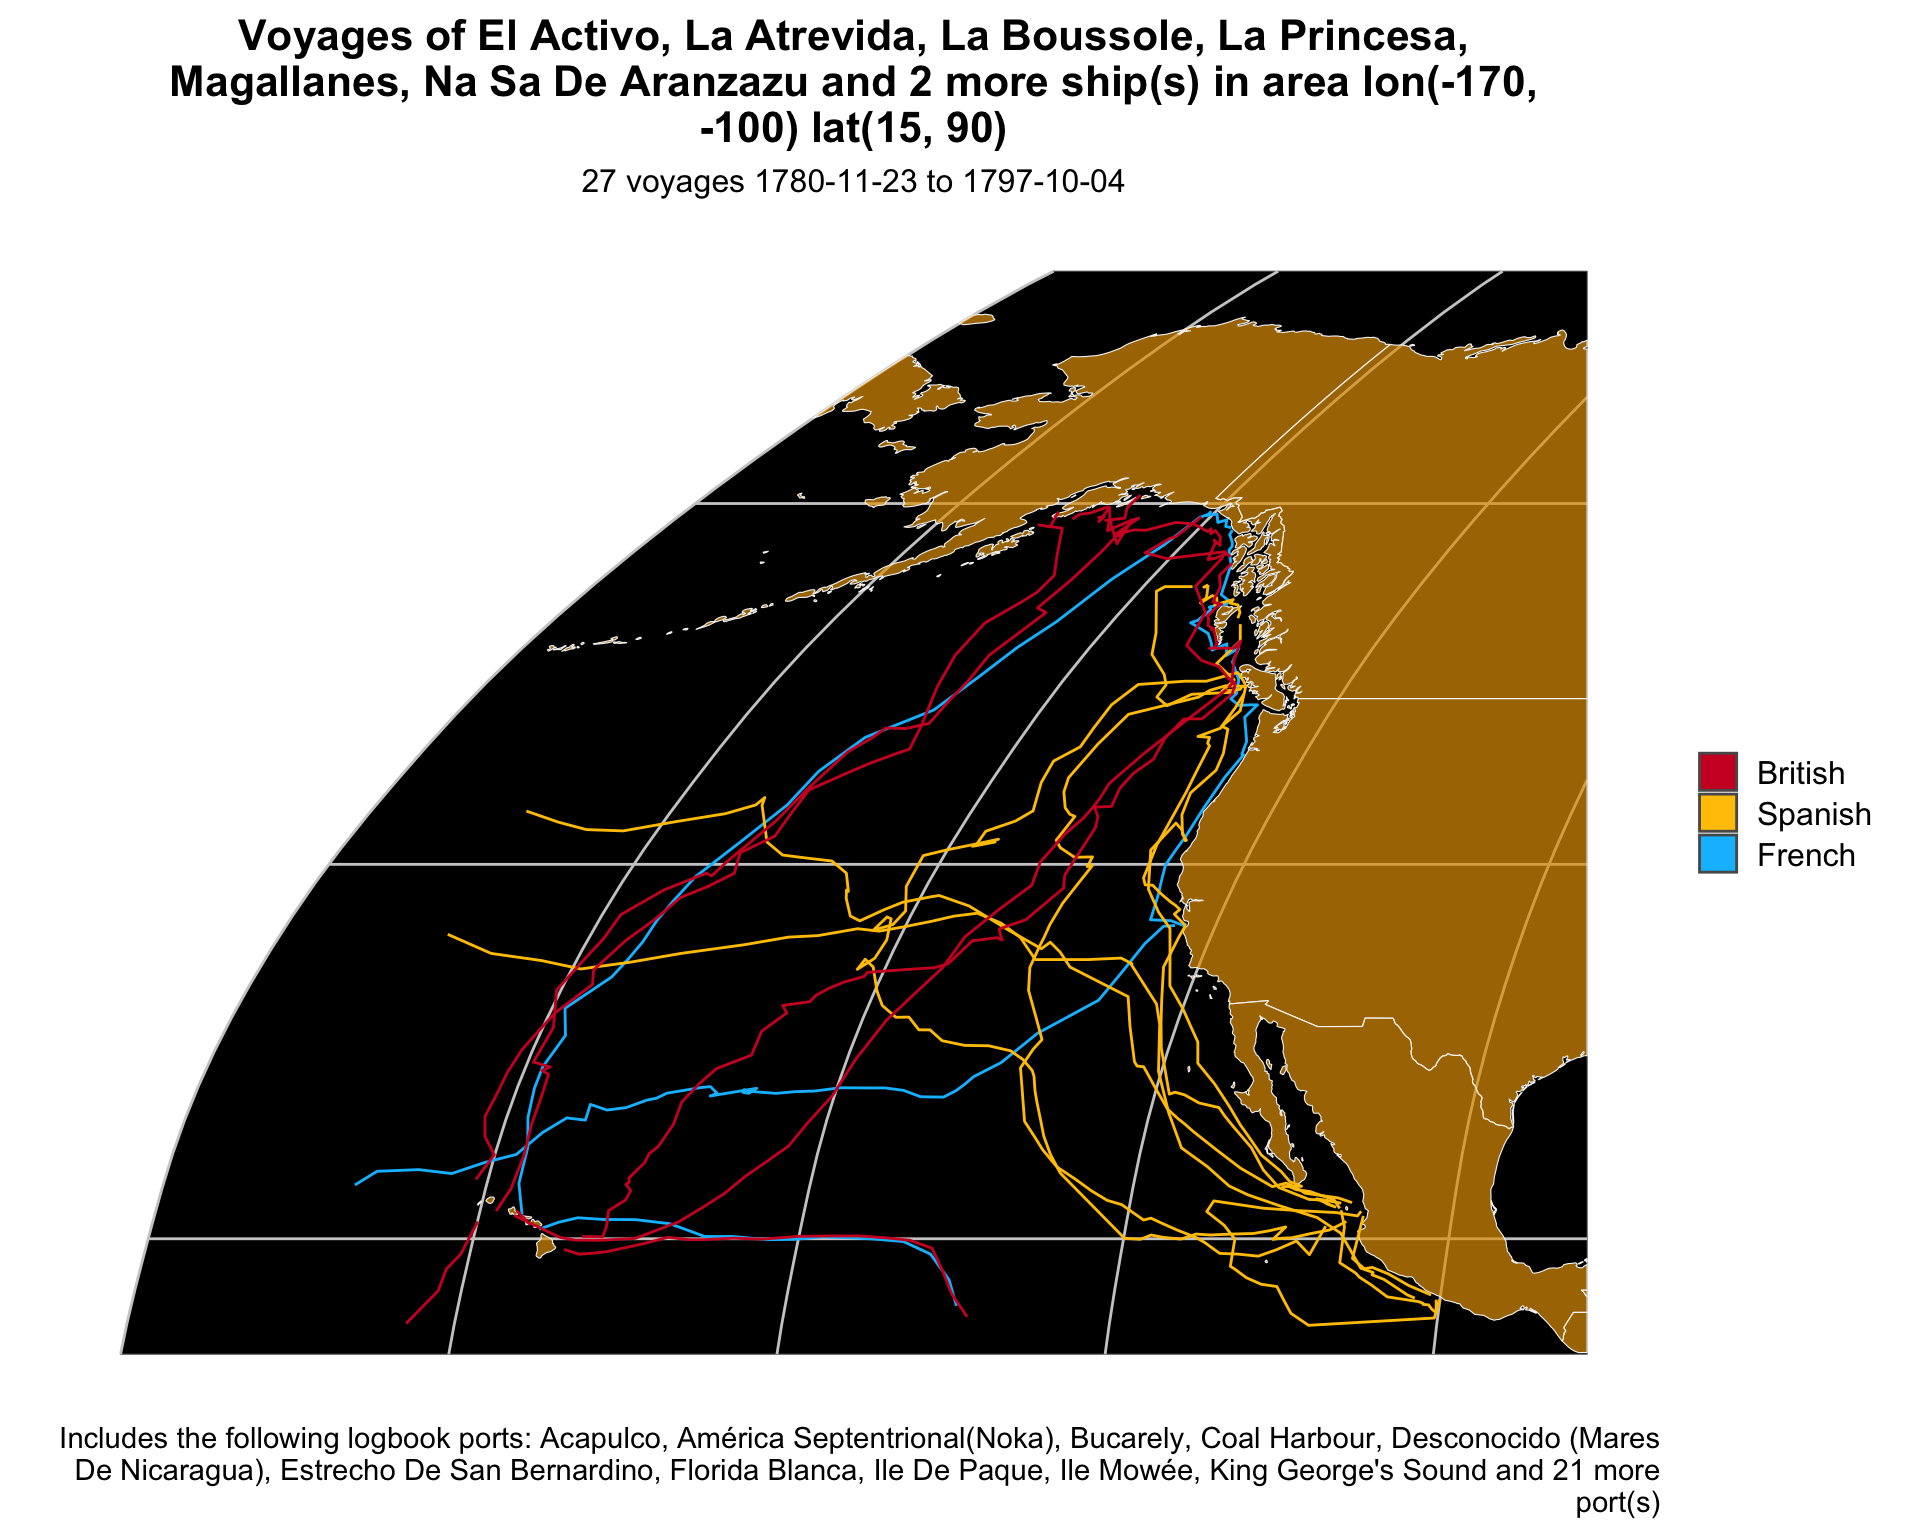 Voyages of El Activo, La Atrevida, La Boussole, La Princesa,
Magallanes, Na Sa De Aranzazu and 2 more ship(s) in area lon(-170,
-100) lat(15, 90)
27 voyages 1780-11-23 to 1797-10-04
British
Spanish
French
Includes the following logbook ports: Acapulco, América Septentrional(Noka), Bucarely, Coal Harbour, Desconocido (Mares
De Nicaragua), Estrecho De San Bernardino, Florida Blanca, Ile De Paque, Ile Mowée, King George's Sound and 21 more
port(s)